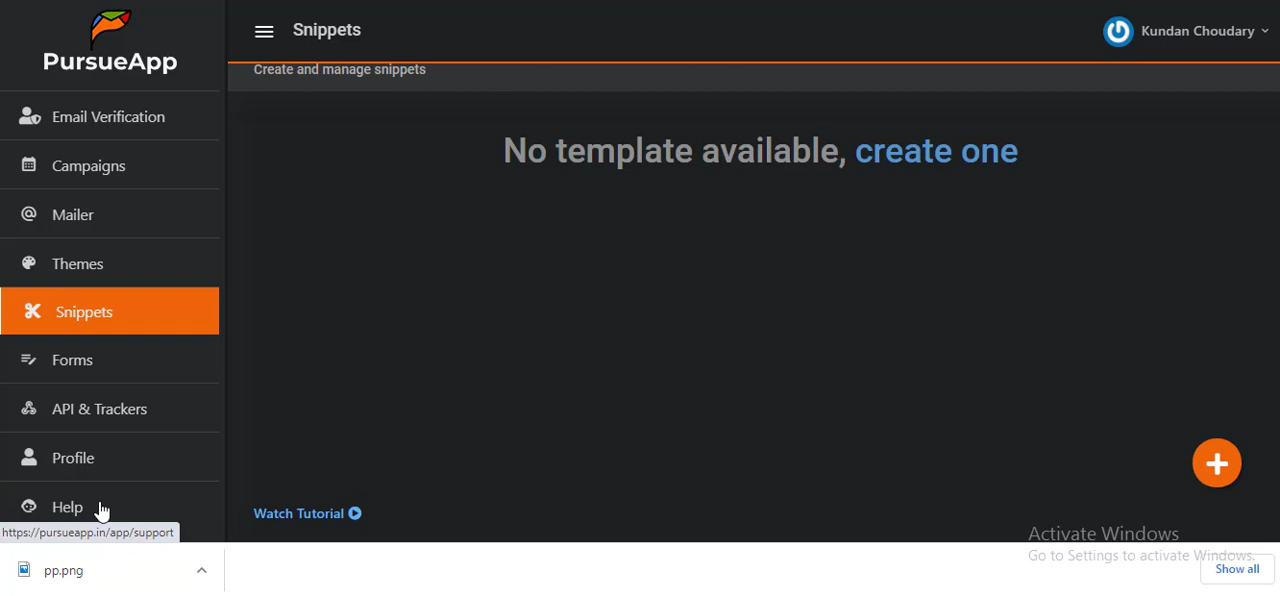 PursueApp
Snippets
Kundan Choudary
Create and manage snippets
Email Verification
Campaigns
Mailer
Themes
Snippets
Forms
API & Trackers
Profile
Help
No template available, create one
Watch Tutorial
https://pursueapp.in/app/support
Activate Windows
Go to Settings to activate Windows.
pp.png
Show all